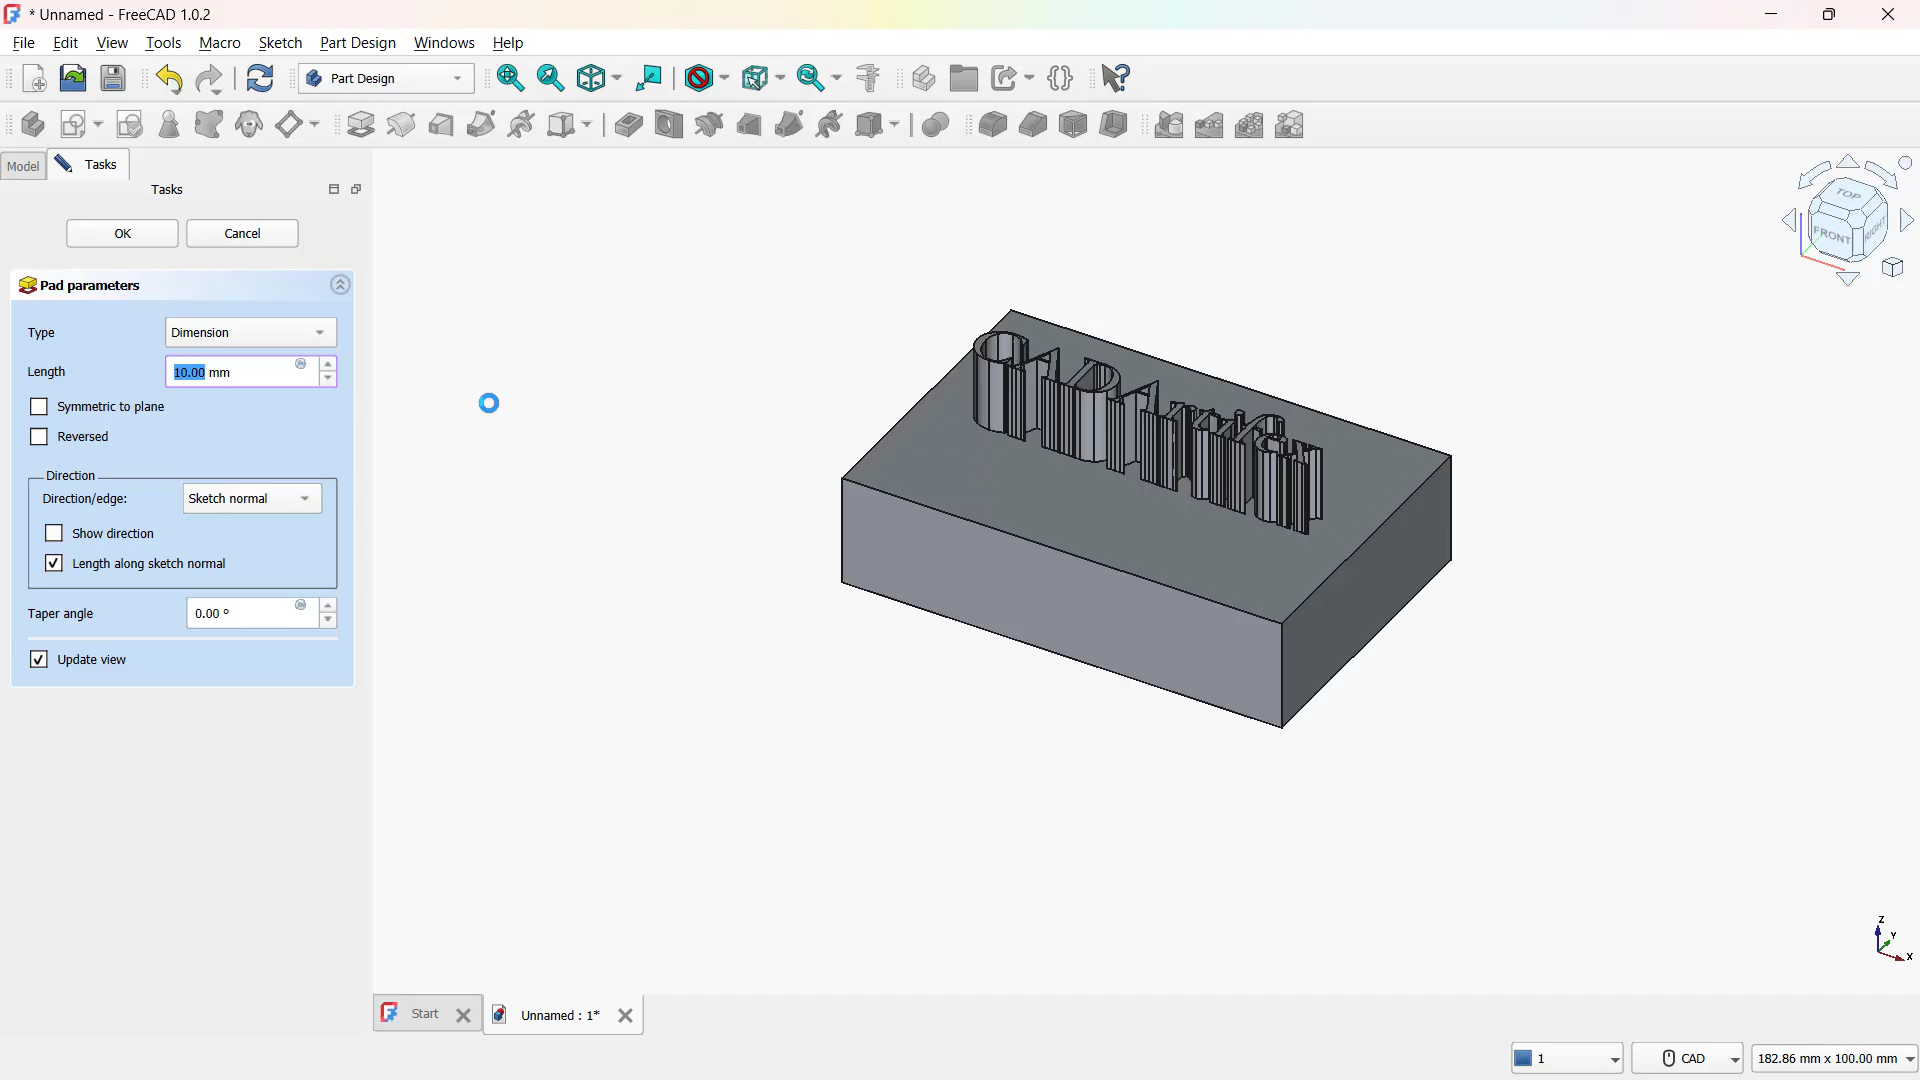 * Unnamed - FreeCAD 1.0.2
File Edit View Tools Macro Sketch Part Design Windows Help
Part Design
Model Tasks
Tasks
OK Cancel
Pad parameters
Type Dimension
Length 10.00 mm
Symmetric to plane
Reversed
Direction
Direction/edge: Sketch normal
Show direction
Length along sketch normal
Taper angle 0.00 °
Update view
TOP
FRONT RIGHT
Z
Y
X
Start Unnamed : 1*
1 CAD 182.86 mm x 100.00 mm